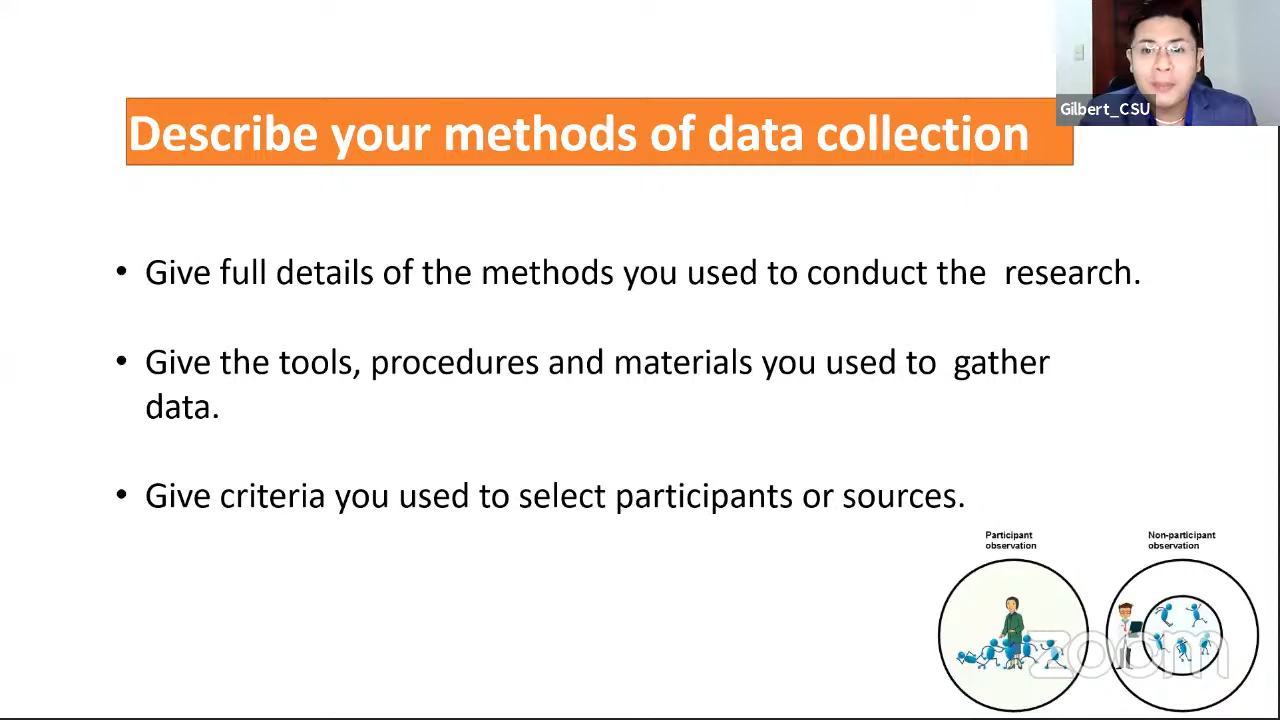 Gilbert_CSU
Describe your methods of data collection
• Give full details of the methods you used to conduct the  research.
• Give the tools, procedures and materials you used to  gather
data.
• Give criteria you used to select participants or sources.
Participant
observation
Non-participant
observation
zoom